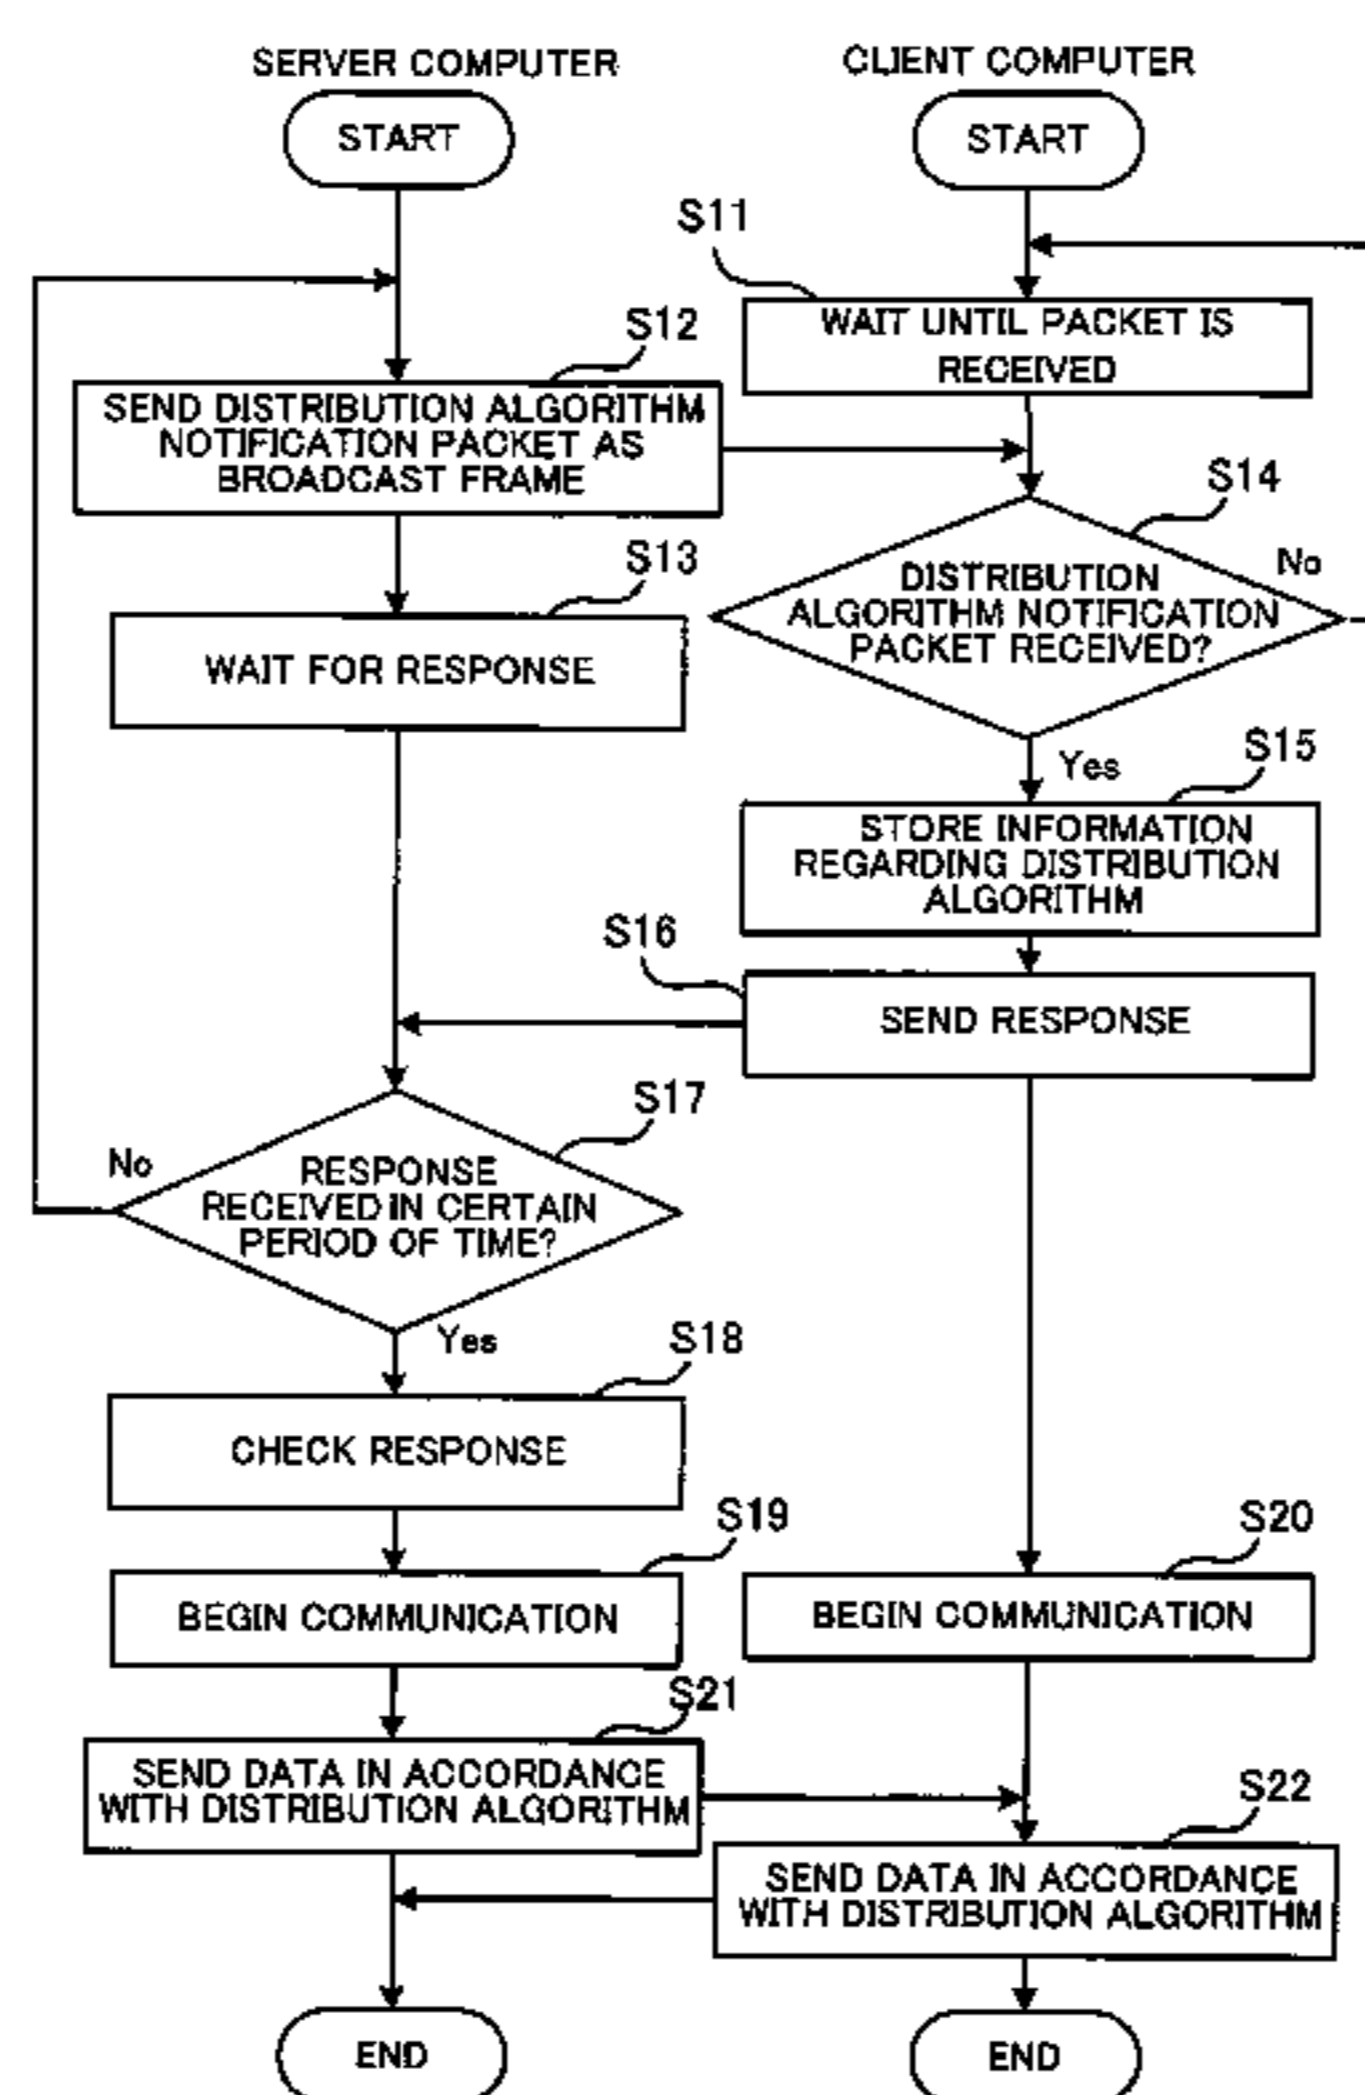 SERVER COMPUTER
CLIENT COMPUTER
START
START
S11
WAIT UNTIL PACKET IS
RECEIVED
S12
SEND DISTRIBUTION ALGORITHM
NOTIFICATION PACKET AS
BROADCAST FRAME
S14
No
DISTRIBUTION
ALGORITHM NOTIFICATION
PACKET RECEIVED?
S13
WAIT FOR RESPONSE
Yes
S15
STORE INFORMATION
REGARDING DISTRIBUTION
ALGORITHM
S16
SEND RESPONSE
S17
No
RESPONSE
RECEIVED IN CERTAIN
PERIOD OF TIME?
Yes
S18
CHECK RESPONSE
S19
BEGIN COMMUNICATION
S20
BEGIN COMMUNICATION
S21
SEND DATA IN ACCORDANCE
WITH DISTRIBUTION ALGORITHM
S22
SEND DATA IN ACCORDANCE
WITH DISTRIBUTION ALGORITHM
END
END